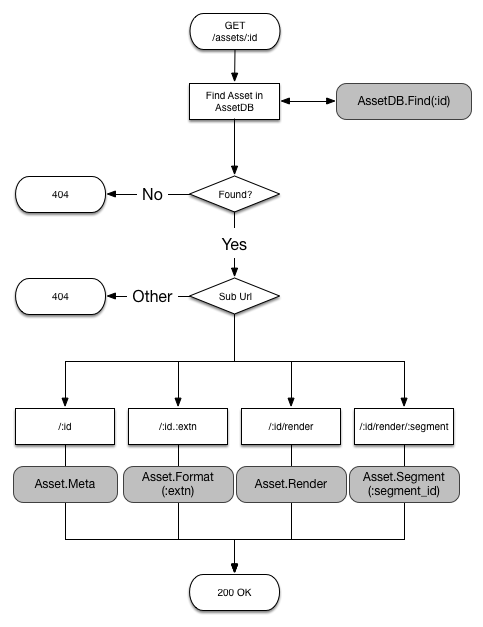 GET
/assets/:id
Find Asset in
AssetDB
AssetDB.Find(:id)
404
No
Found?
Yes
404
Other
Sub Url
/:id
/:id.:extn
/:id/render
/:id/render/:segment
Asset.Meta
Asset.Format
(:extn)
Asset.Render
Asset.Segment
(:segment_id)
200 OK